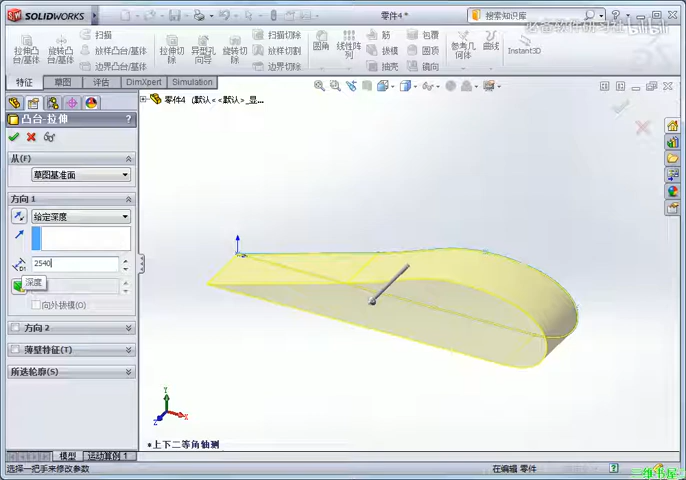 SOLIDWORKS
零件4 *
搜索知识库
扫描
放样凸台/基体
边界凸台/基体
拉伸凸台/基体
旋转凸台/基体
拉伸切除
异型孔向导
旋转切除
扫描切除
放样切割
边界切除
圆角
线性阵列
筋
拔模
抽壳
包覆
圆顶
镜向
参考几何体
曲线
Instant3D
bilibili
特征
草图
评估
DimXpert
Simulation
零件4 (默认<<默认>_显...
凸台-拉伸
?
从(F)
草图基准面
方向1
给定深度
2540
深度
向外拔模(O)
方向2
薄壁特征(T)
所选轮廓(S)
Y
X
Z
*上下二等角轴测
模型
运动算例1
选择一把手来修改参数
在编辑 零件
三维书屋